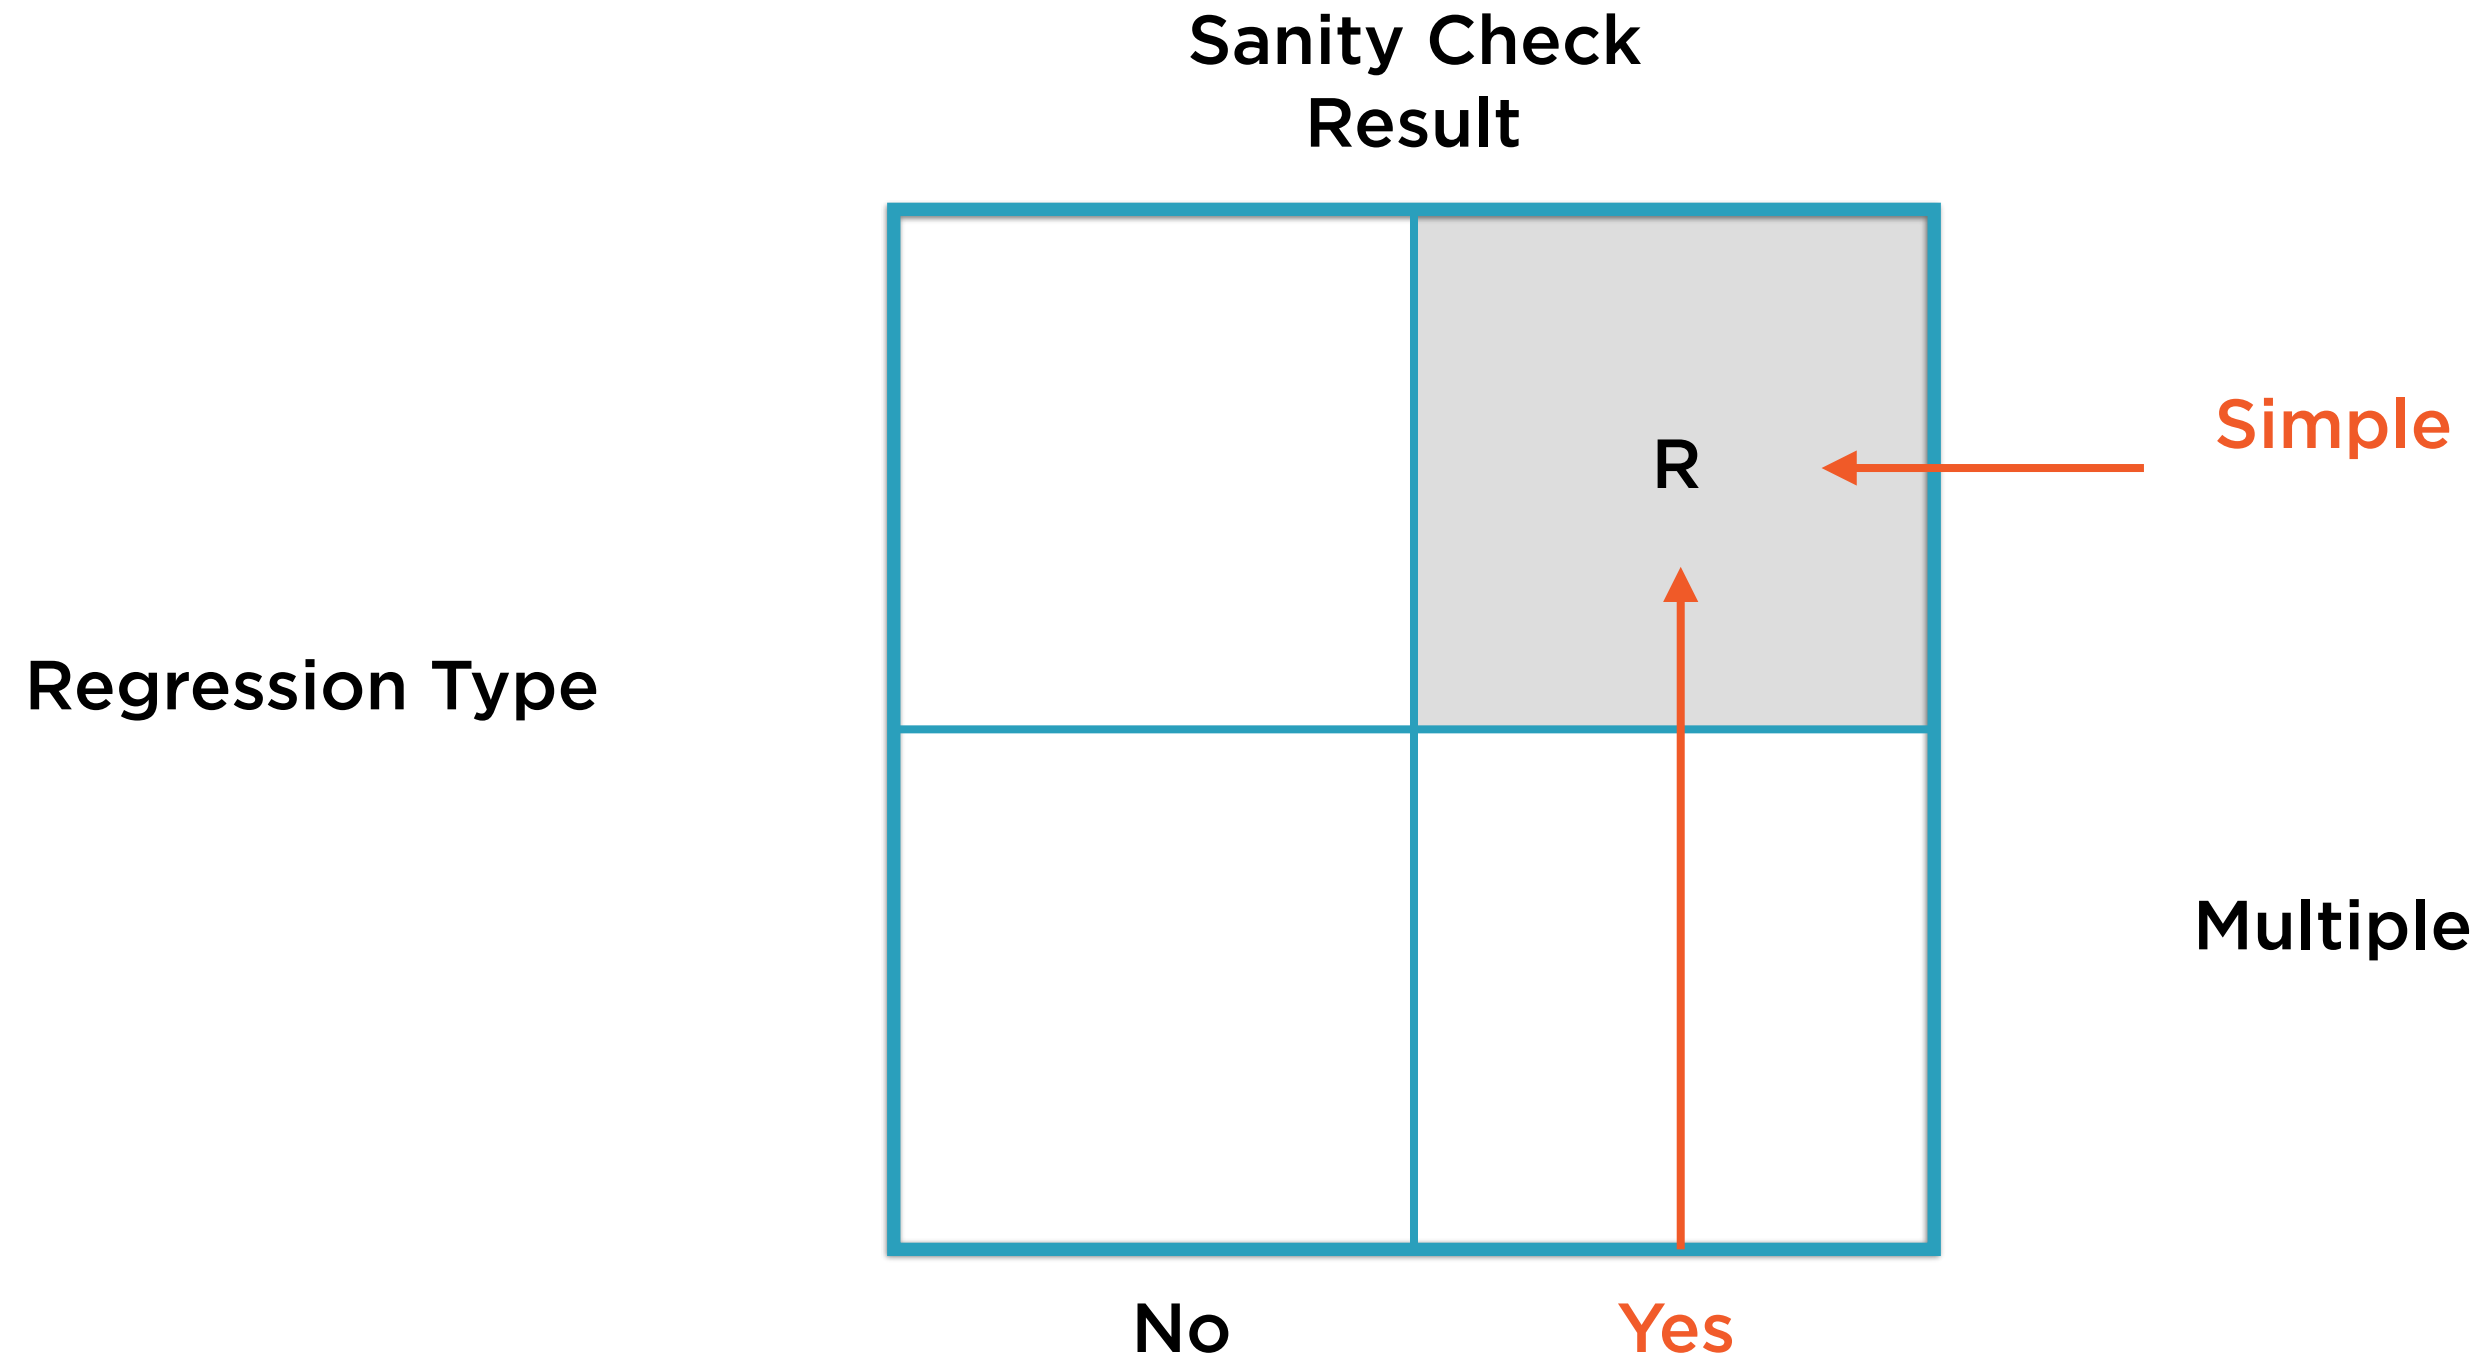 Sanity Check
Result
Simple
R
Regression Type
Multiple
No
Yes